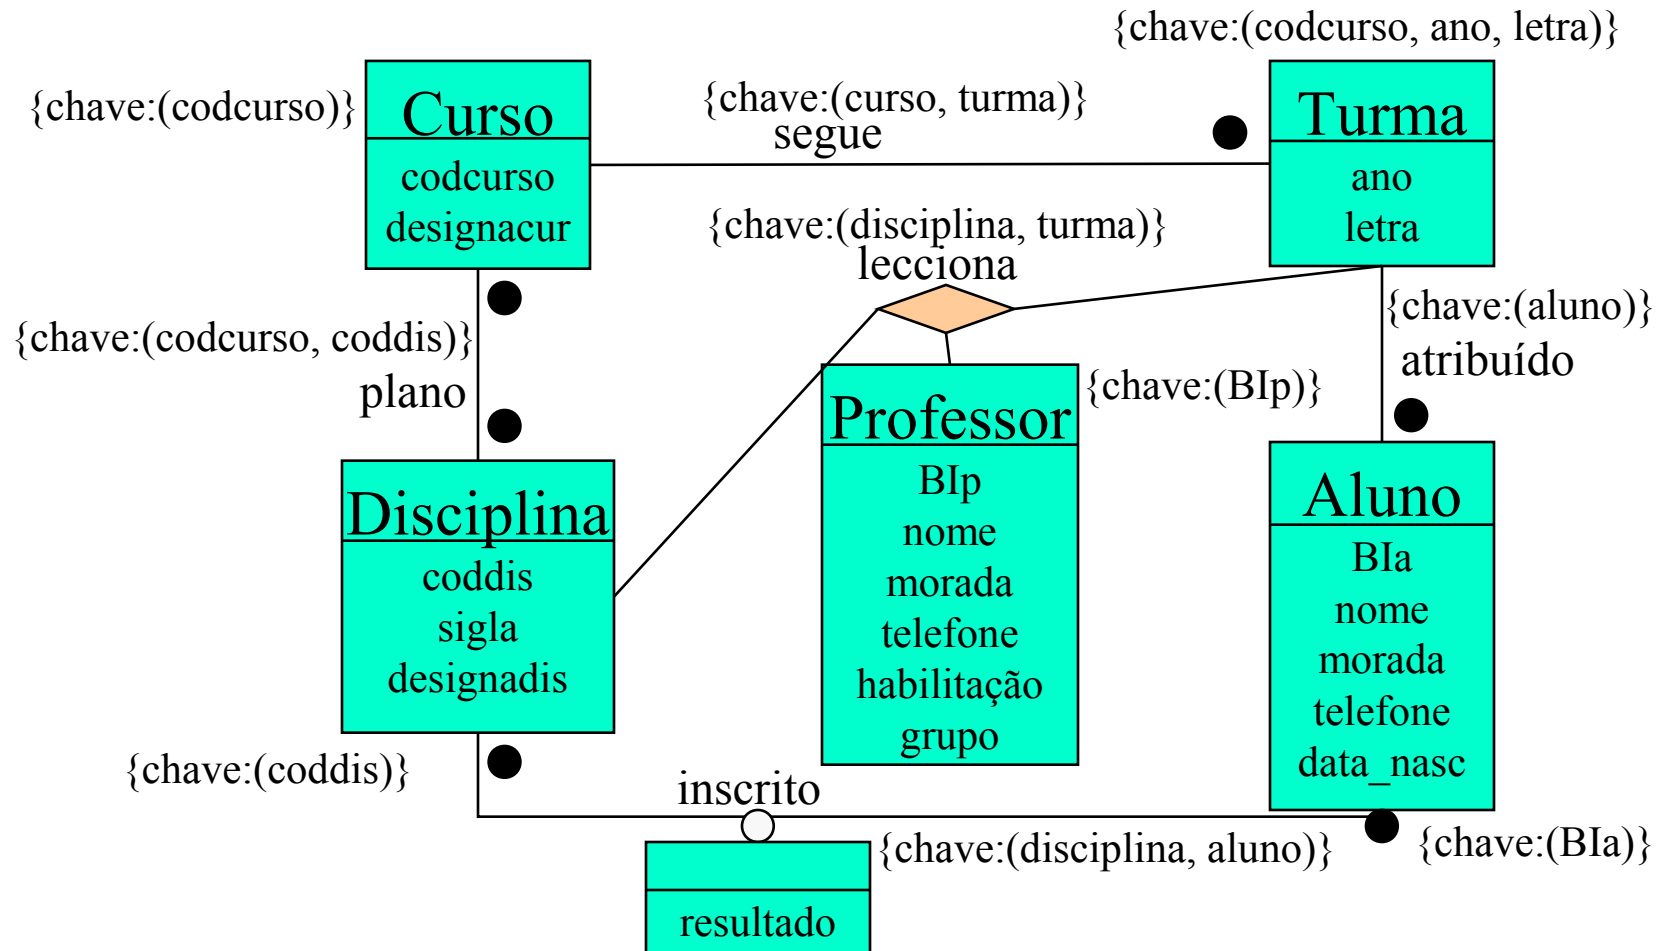 {chave:(codcurso, ano, letra)}
{chave:(codcurso)}
Curso
codcurso
designacur
{chave:(curso, turma)}
segue
Turma
ano
letra
{chave:(disciplina, turma)}
lecciona
{chave:(codcurso, coddis)}
plano
{chave:(aluno)}
atribuído
Professor
BIp
nome
morada
telefone
habilitação
grupo
{chave:(BIp)}
Disciplina
coddis
sigla
designadis
Aluno
BIa
nome
morada
telefone
data_nasc
{chave:(coddis)}
inscrito
{chave:(disciplina, aluno)}
{chave:(BIa)}
resultado